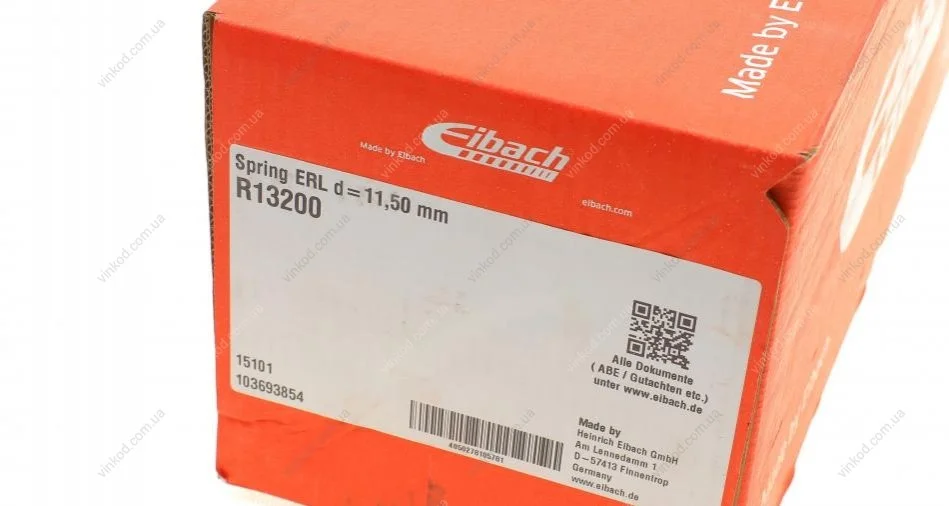 Made by E
Eibach
Made by Eibach
eibach.com
Spring ERL d=11,50 mm
R13200
Alle Dokumente
( ABE / Gutachten etc.)
unter www.eibach.de
15101
103693854
4050278105781
Made by
Heinrich Eibach GmbH
Am Lennedamm 1
D-57413 Finnentrop
Germany
www.eibach.de
vinkod.com.ua